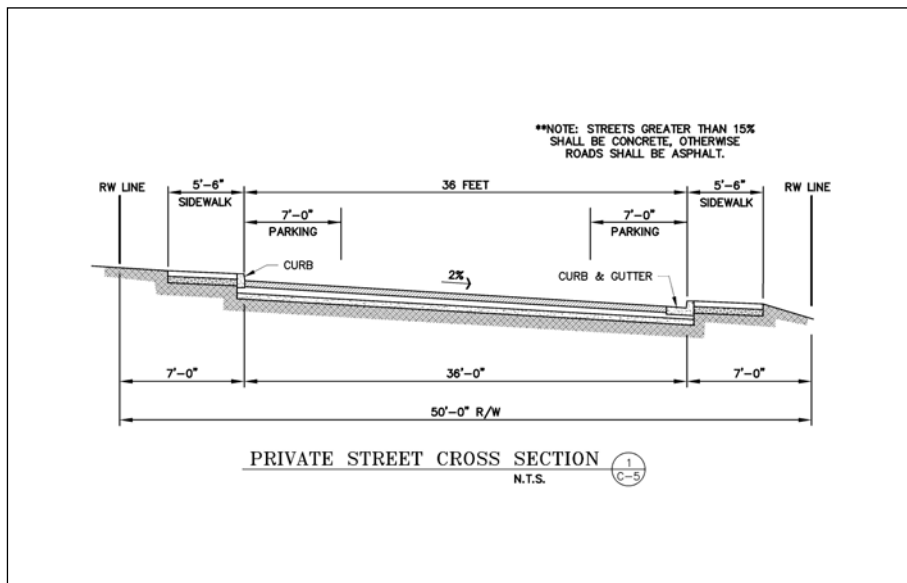 **NOTE: STREETS GREATER THAN 15%
SHALL BE CONCRETE, OTHERWISE
ROADS SHALL BE ASPHALT.
RW LINE
5'-6"
SIDEWALK
36 FEET
5'-6"
SIDEWALK
RW LINE
7'-0"
PARKING
7'-0"
PARKING
CURB
2%
CURB & GUTTER
7'-0"
36'-0"
7'-0"
50'-0" R/W
PRIVATE STREET CROSS SECTION
N.T.S.
1
C-5